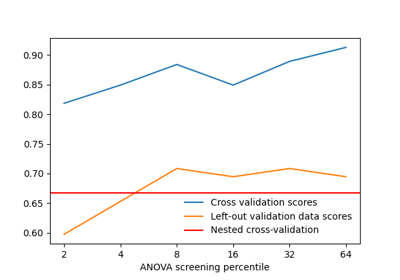 0.90
0.85
0.80
0.75
0.70
0.65
0.60
Cross validation scores
Left-out validation data scores
Nested cross-validation
2 4 8 16 32 64
ANOVA screening percentile